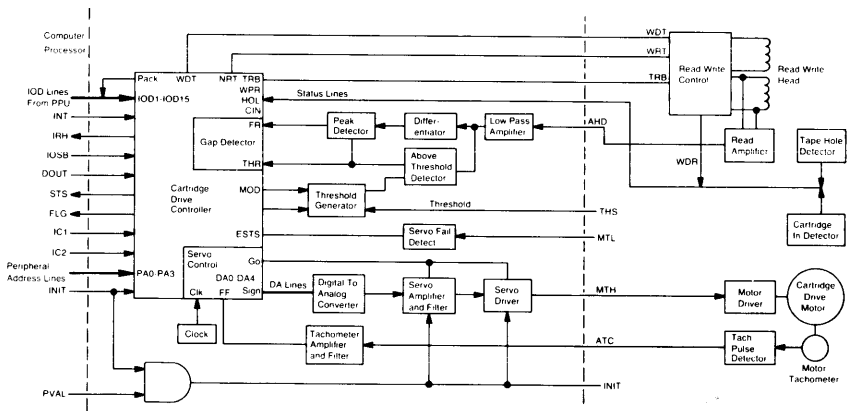 Computer
Processor
IOD Lines
From PPU
INT
IRH
IOSB
DOUT
STS
FLG
IC1
IC2
Peripheral
Address Lines
INIT
PVAL
Pack
WDT
NRT
TRB
WPR
HOL
CIN
IOD1-IOD15
FR
Gap Detector
THR
MOD
Cartridge
Drive
Controller
ESTS
Servo
Control
Go
PA0-PA3
DA0-DA4
Clk
FF
Sign
Clock
Status Lines
Peak
Detector
Differ-
entiator
Low Pass
Amplifier
Above
Threshold
Detector
Threshold
Generator
Threshold
Servo Fail
Detect
DA Lines
Digital To
Analog
Converter
Servo
Amplifier
and Filter
Servo
Driver
Tachometer
Amplifier
and Filter
WDT
WRT
TRB
AHD
THS
MTL
MTH
ATC
INIT
Read Write
Control
Read Write
Head
Read
Amplifier
WDR
Tape Hole
Detector
Cartridge
In Detector
Motor
Driver
Cartridge
Drive
Motor
Tach
Pulse
Detector
Motor
Tachometer